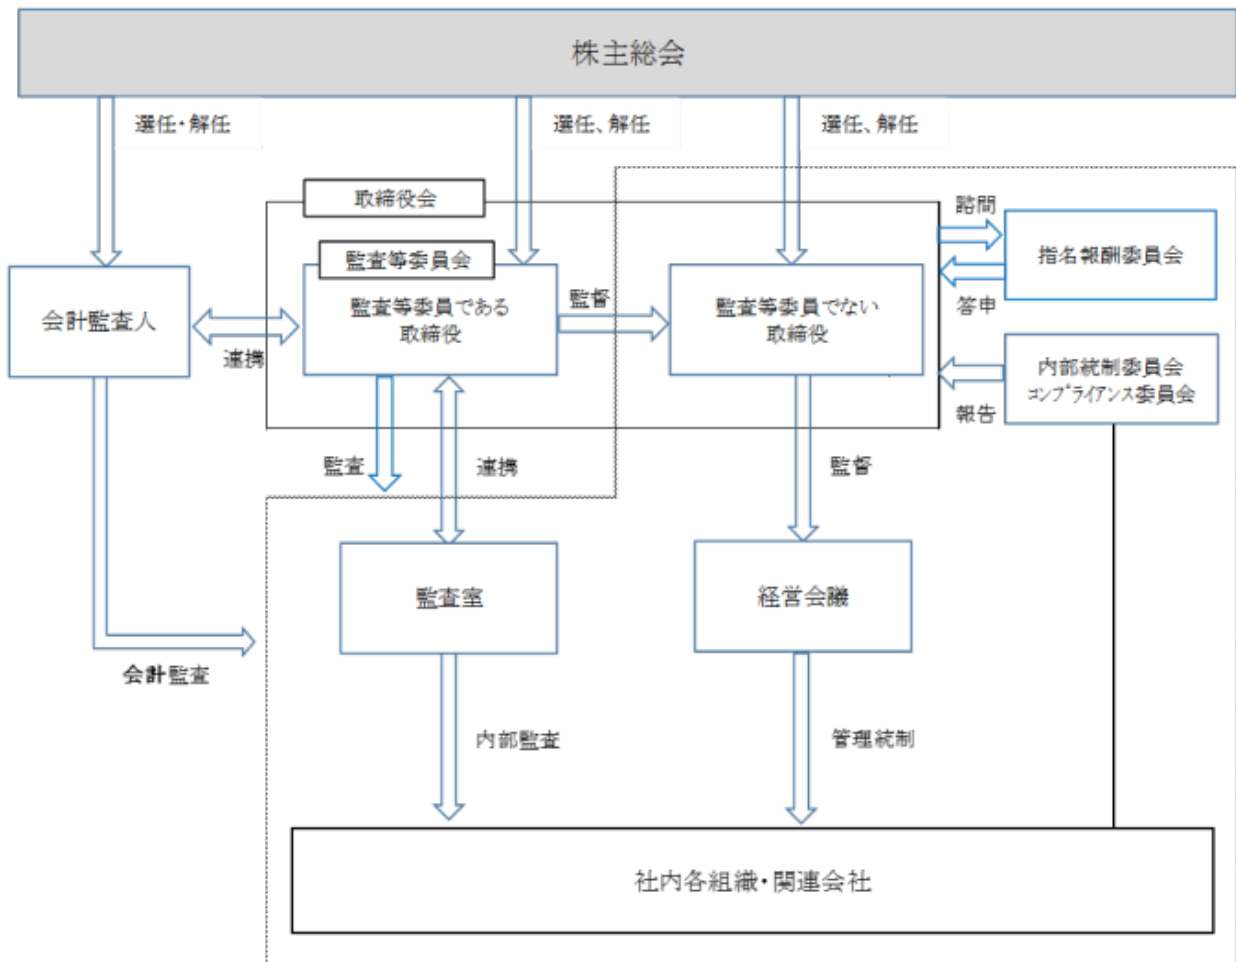 株主総会
選任・解任
選任、解任
選任、解任
取締役会
諮問
指名報酬委員会
答申
監査等委員会
監査等委員である
取締役
監督
監査等委員でない
取締役
会計監査人
連携
内部統制委員会
コンプライアンス委員会
報告
監査
連携
監督
監査室
経営会議
会計監査
内部監査
管理統制
社内各組織・関連会社